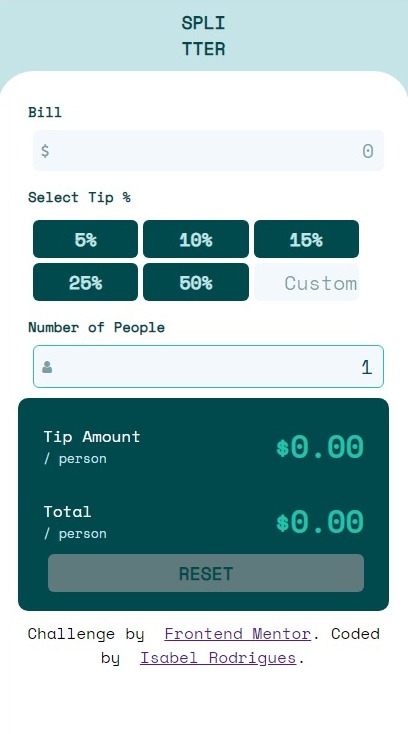 SPLI
TTER
Bill
$ 0
Select Tip %
5% 10% 15%
25% 50% Custom
Number of People
1
Tip Amount
/ person
$0.00
Total
/ person
$0.00
RESET
Challenge by Frontend Mentor. Coded
by Isabel Rodrigues.